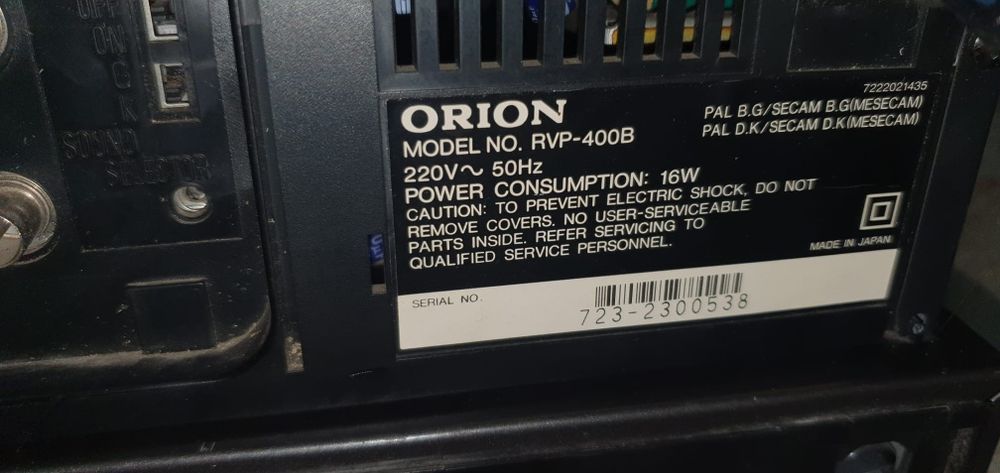 OFF
ON
G
K
SOUND
SELECTOR
7222021435
ORION
PAL B.G/SECAM B.G(MESECAM)
PAL D.K/SECAM D.K(MESECAM)
MODEL NO. RVP-400B
220V～ 50Hz
POWER CONSUMPTION: 16W
CAUTION: TO PREVENT ELECTRIC SHOCK, DO NOT
REMOVE COVERS. NO USER-SERVICEABLE
PARTS INSIDE. REFER SERVICING TO
QUALIFIED SERVICE PERSONNEL.
MADE IN JAPAN
SERIAL NO.
723-2300538